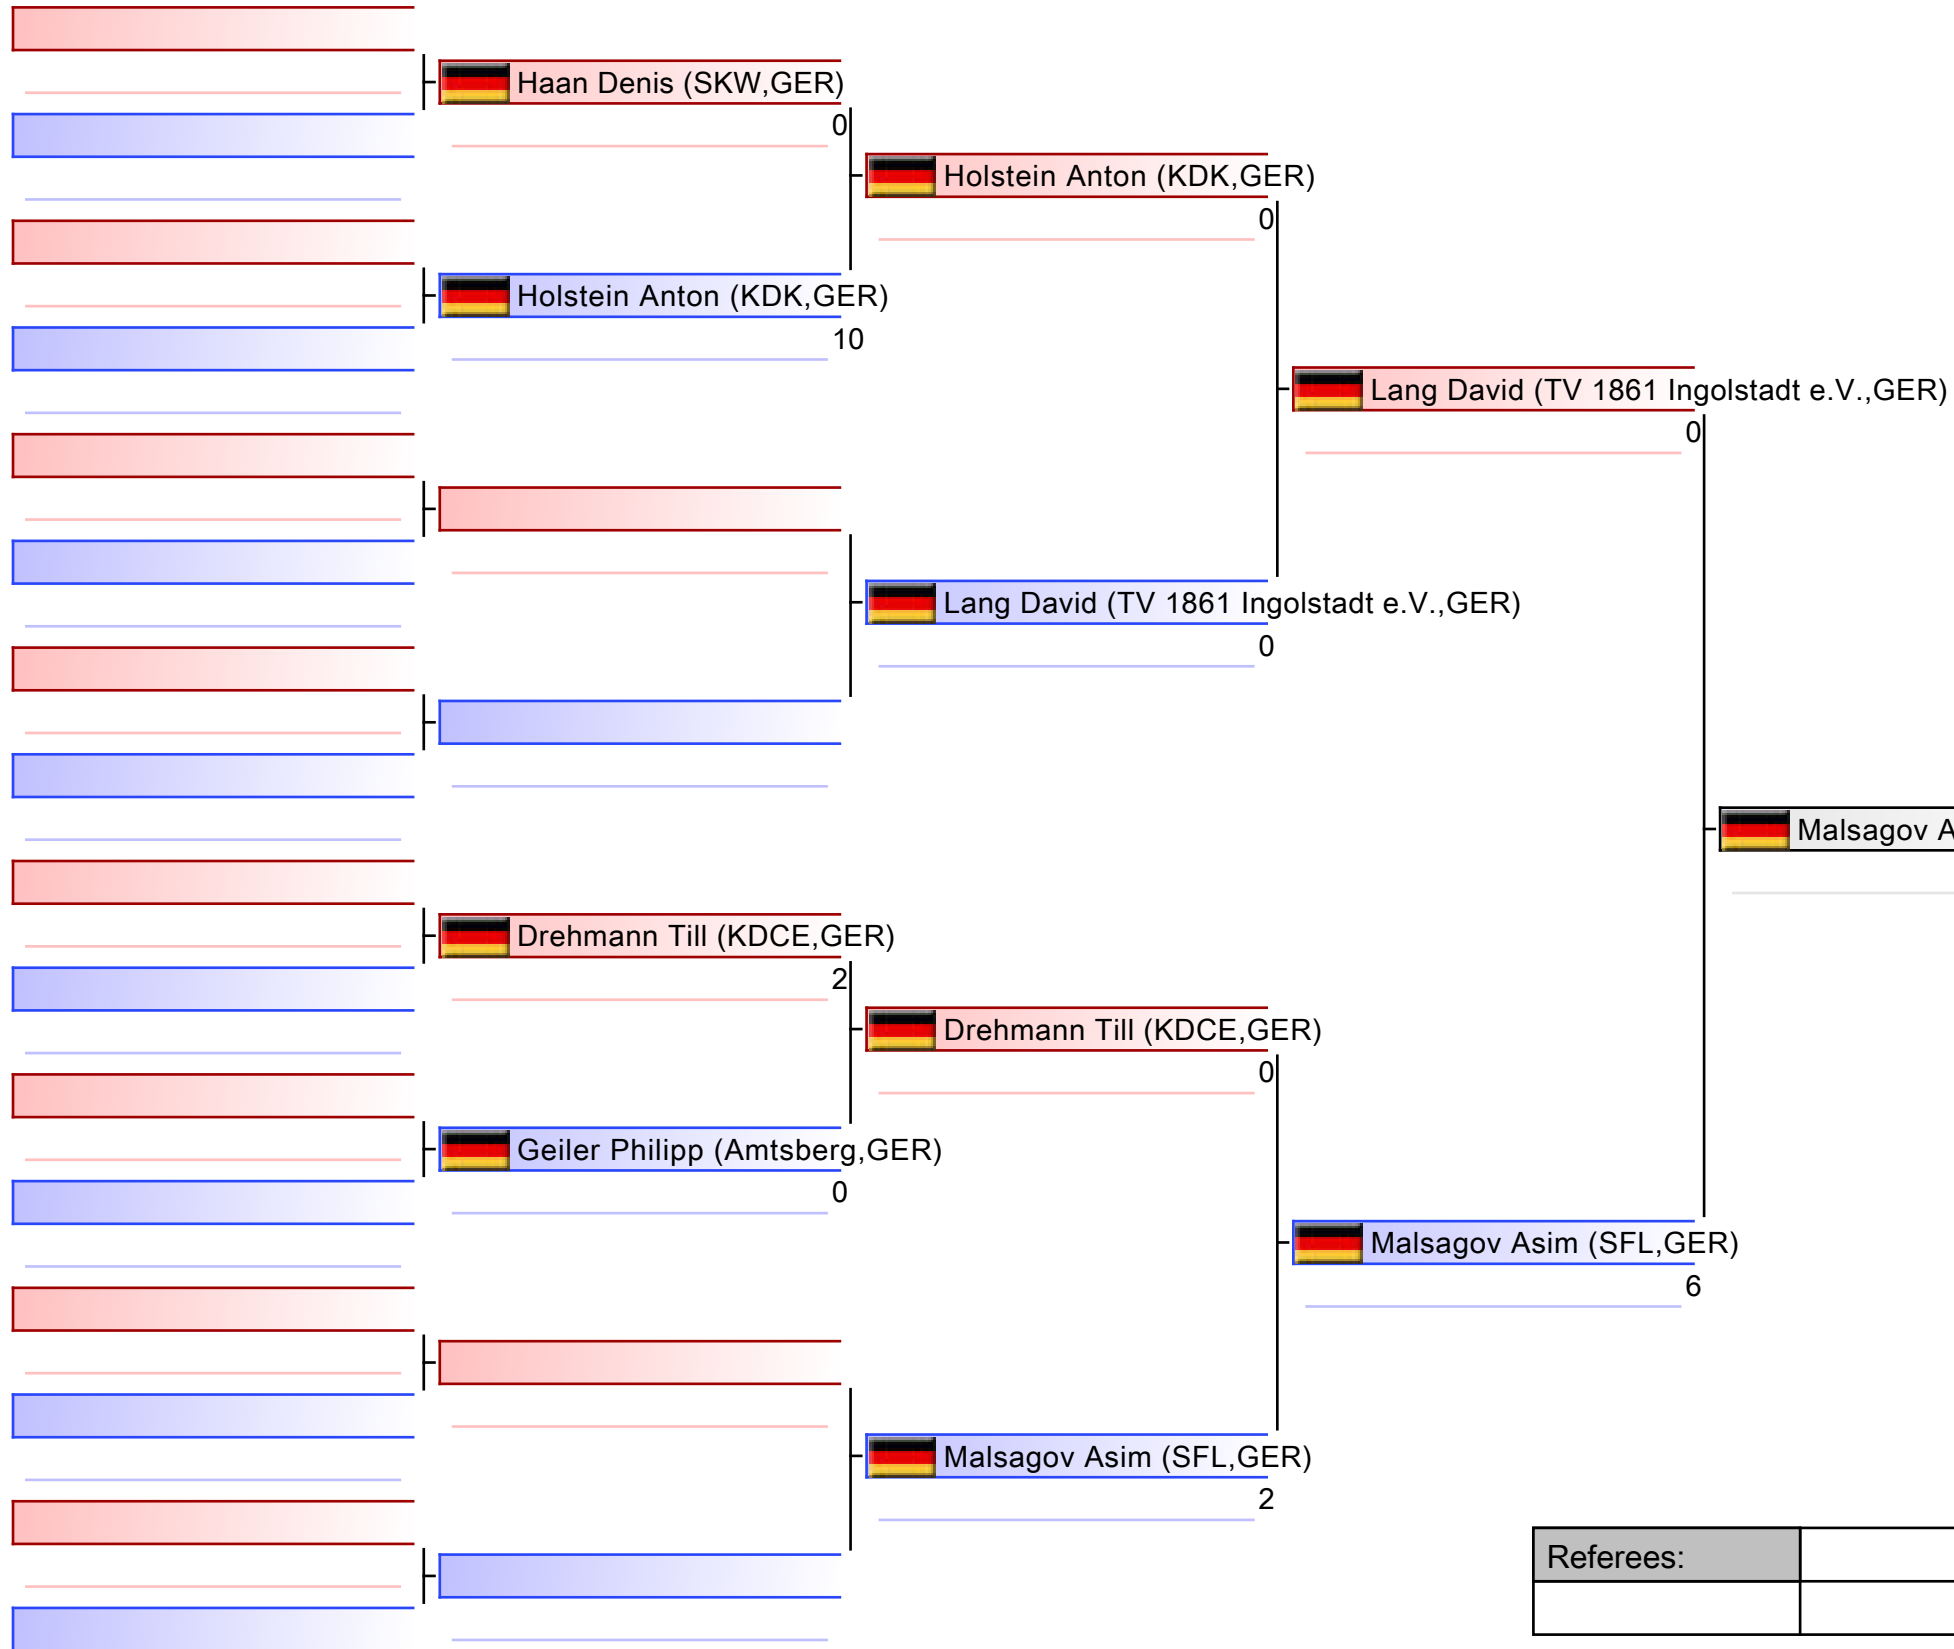 Haan Denis (SKW,GER)
0
Holstein Anton (KDK,GER)
0
Holstein Anton (KDK,GER)
10
Lang David (TV 1861 Ingolstadt e.V.,GER)
0
Lang David (TV 1861 Ingolstadt e.V.,GER)
0
Malsagov A
Drehmann Till (KDCE,GER)
2
Drehmann Till (KDCE,GER)
0
Geiler Philipp (Amtsberg,GER)
0
Malsagov Asim (SFL,GER)
6
Malsagov Asim (SFL,GER)
2
Referees: